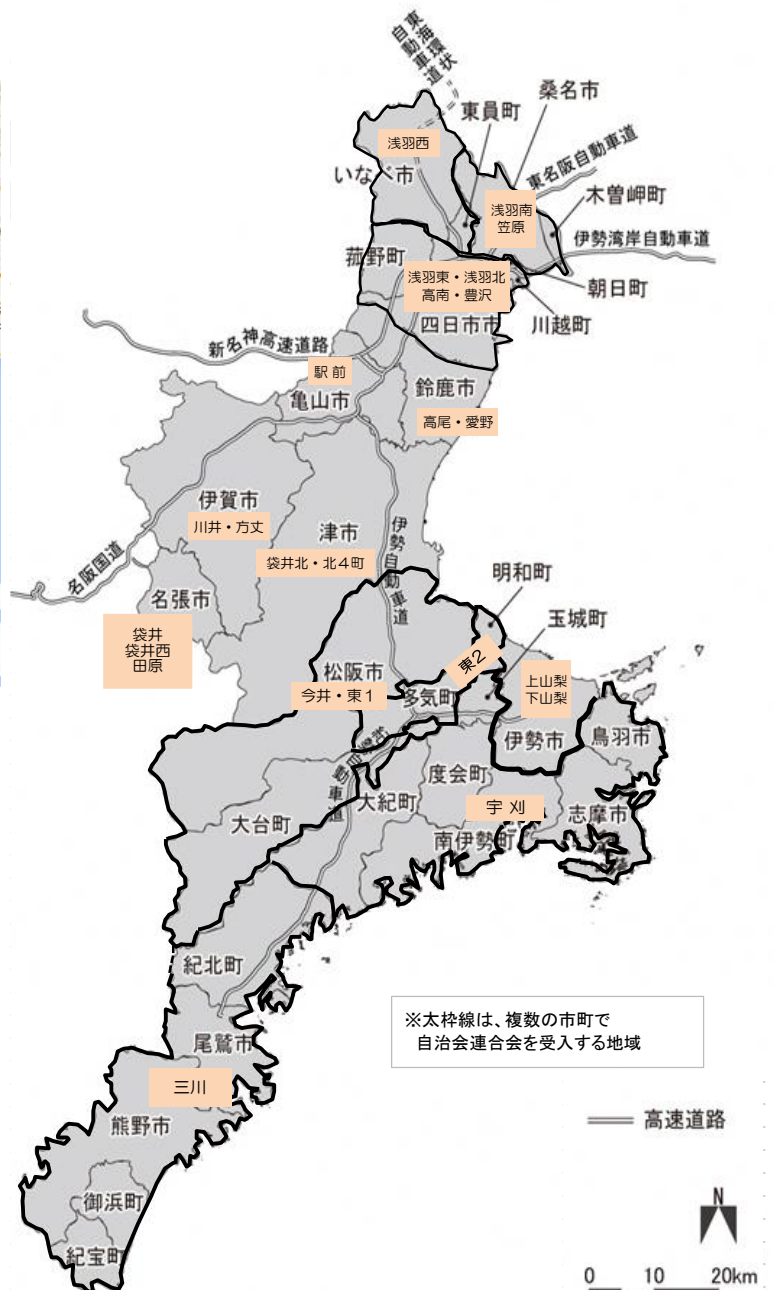 東海環状
自動車道
桑名市
東員町
浅羽西
いなべ市
東名阪自動車道
木曽岬町
浅羽南
笠原
伊勢湾岸自動車道
菰野町
浅羽東・浅羽北
高南・豊沢
朝日町
川越町
四日市市
新名神高速道路
駅 前
亀山市
鈴鹿市
高尾・愛野
伊賀市
川井・方丈
津市
伊勢自動車道
袋井北・北4町
名阪国道
名張市
袋井
袋井西
田原
明和町
玉城町
東2
松阪市
今井・東1
多気町
上山梨
下山梨
伊勢市
鳥羽市
度会町
大紀町
動車道
宇 刈
志摩市
大台町
南伊勢町
紀北町
※太枠線は、複数の市町で
自治会連合会を受入する地域
尾鷲市
三川
熊野市
高速道路
御浜町
紀宝町
N
0 10 20km